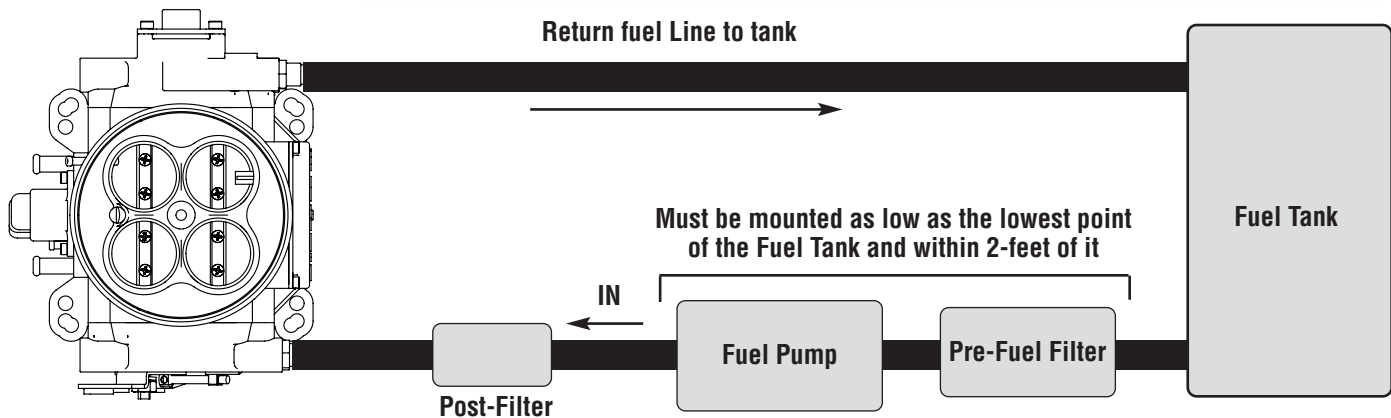 Return fuel Line to tank
Fuel Tank
Must be mounted as low as the lowest point
of the Fuel Tank and within 2-feet of it
IN
Fuel Pump
Pre-Fuel Filter
Post-Filter